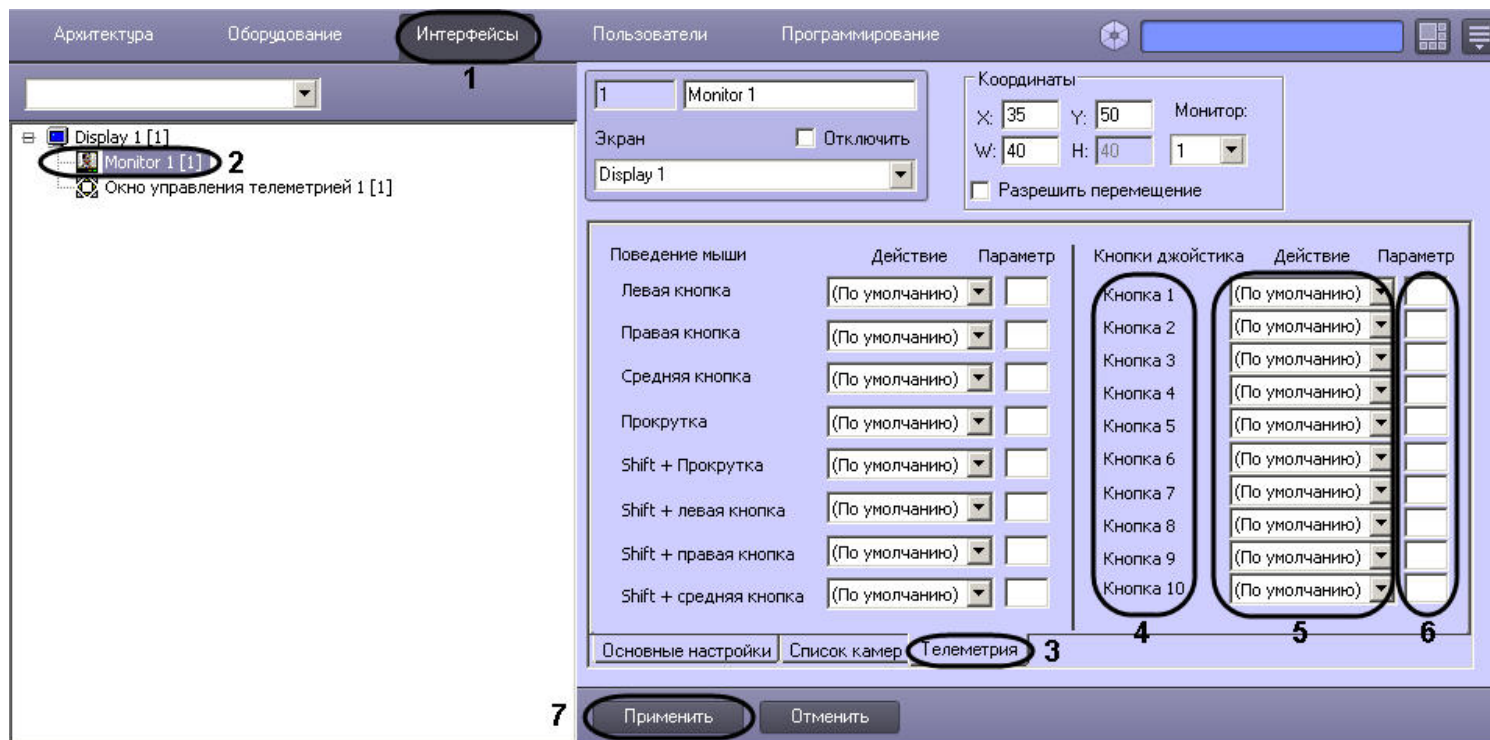 Архитектура Оборудование Интерфейсы Пользователи Программирование
1
Display 1 [1]
Monitor 1 [1] 2
Окно управления телеметрией 1 [1]
1 Monitor 1
Экран Отключить
Display 1
Координаты
X: 35 Y: 50 Монитор:
W: 40 H: 40 1
Разрешить перемещение
Поведение мыши Действие Параметр Кнопки джойстика Действие Параметр
Левая кнопка (По умолчанию) Кнопка 1 (По умолчанию)
Правая кнопка (По умолчанию) Кнопка 2 (По умолчанию)
Средняя кнопка (По умолчанию) Кнопка 3 (По умолчанию)
Кнопка 4 (По умолчанию)
Прокрутка (По умолчанию) Кнопка 5 (По умолчанию)
Shift + Прокрутка (По умолчанию) Кнопка 6 (По умолчанию)
Shift + левая кнопка (По умолчанию) Кнопка 7 (По умолчанию)
Кнопка 8 (По умолчанию)
Shift + правая кнопка (По умолчанию) Кнопка 9 (По умолчанию)
Shift + средняя кнопка (По умолчанию) Кнопка 10 (По умолчанию)
4 5 6
Основные настройки Список камер Телеметрия 3
7 Применить Отменить